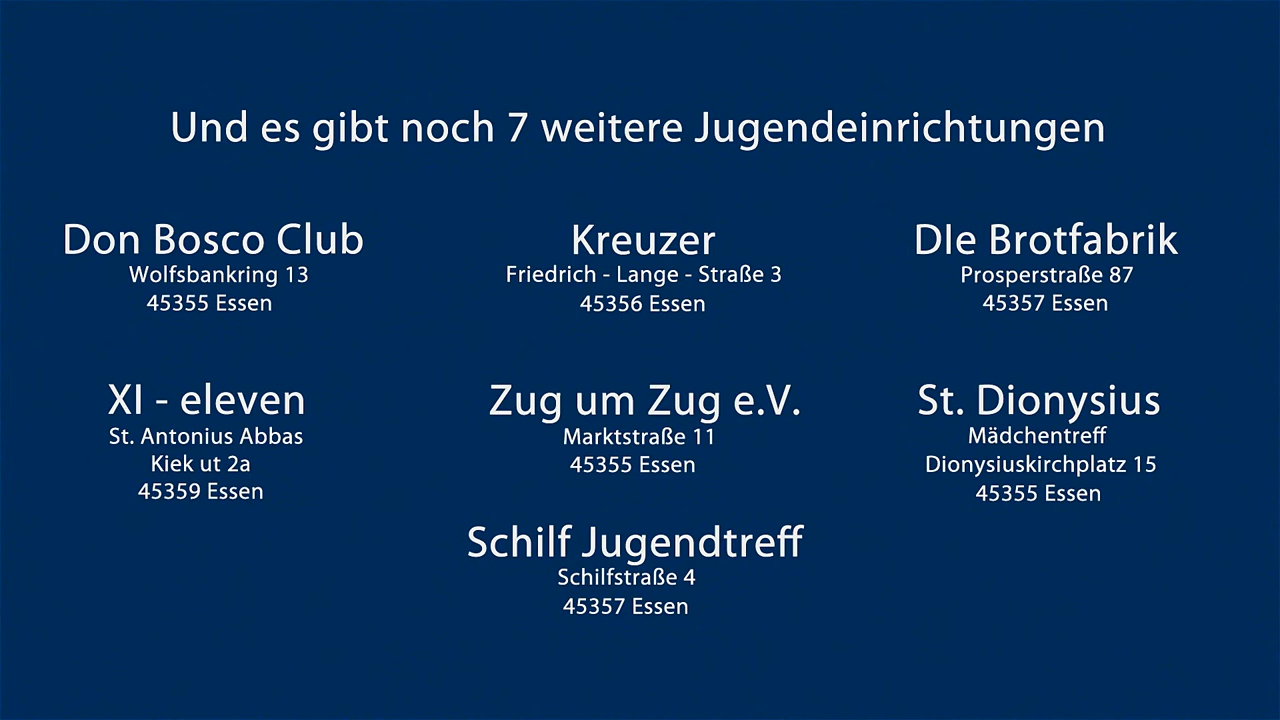 Und es gibt noch 7 weitere Jugendeinrichtungen
Don Bosco Club
Wolfsbankring 13
45355 Essen
Kreuzer
Friedrich - Lange - Straße 3
45356 Essen
DIe Brotfabrik
Prosperstraße 87
45357 Essen
XI - eleven
St. Antonius Abbas
Kiek ut 2a
45359 Essen
Zug um Zug e.V.
Marktstraße 11
45355 Essen
St. Dionysius
Mädchentreff
Dionysiuskirchplatz 15
45355 Essen
Schilf Jugendtreff
Schilfstraße 4
45357 Essen